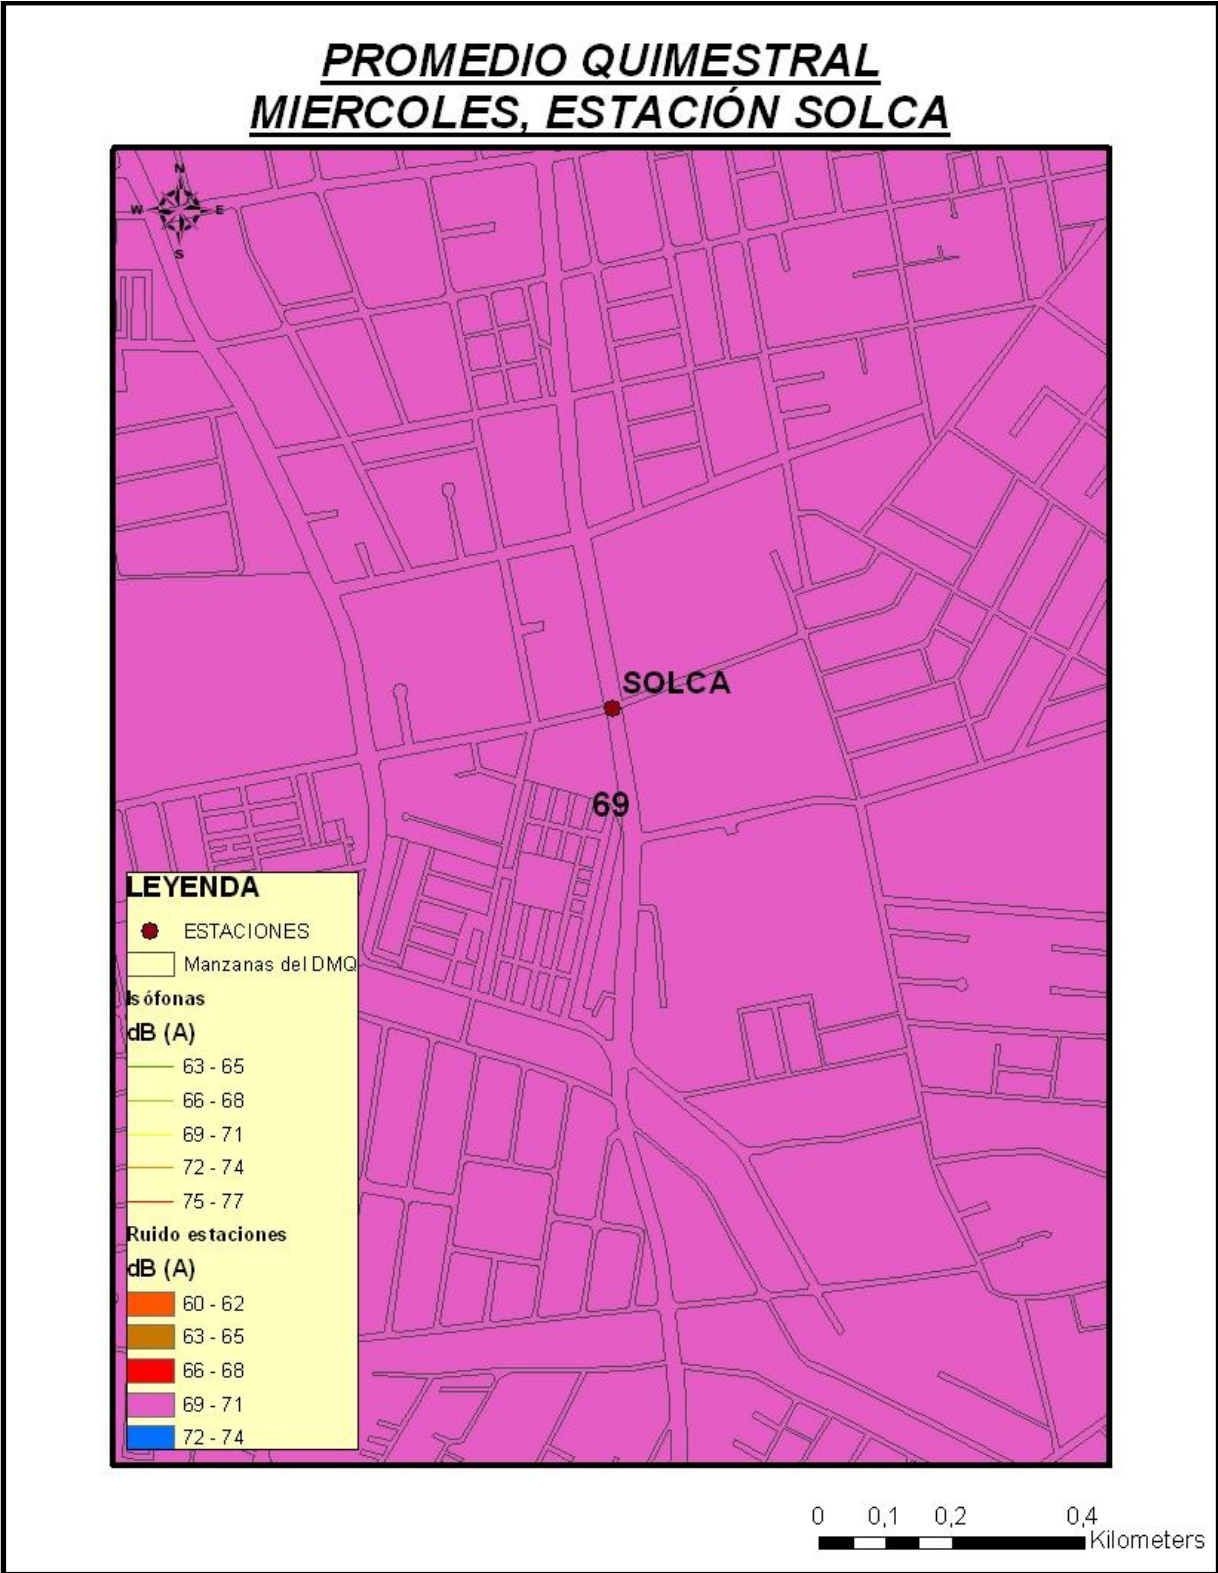 PROMEDIO QUIMESTRAL
MIERCOLES, ESTACIÓN SOLCA
N
W E
S
SOLCA
69
LEYENDA
ESTACIONES
Manzanas del DMQ
Isófonas
dB (A)
63 - 65
66 - 68
69 - 71
72 - 74
75 - 77
Ruido estaciones
dB (A)
60 - 62
63 - 65
66 - 68
69 - 71
72 - 74
0 0,1 0,2 0,4
Kilometers